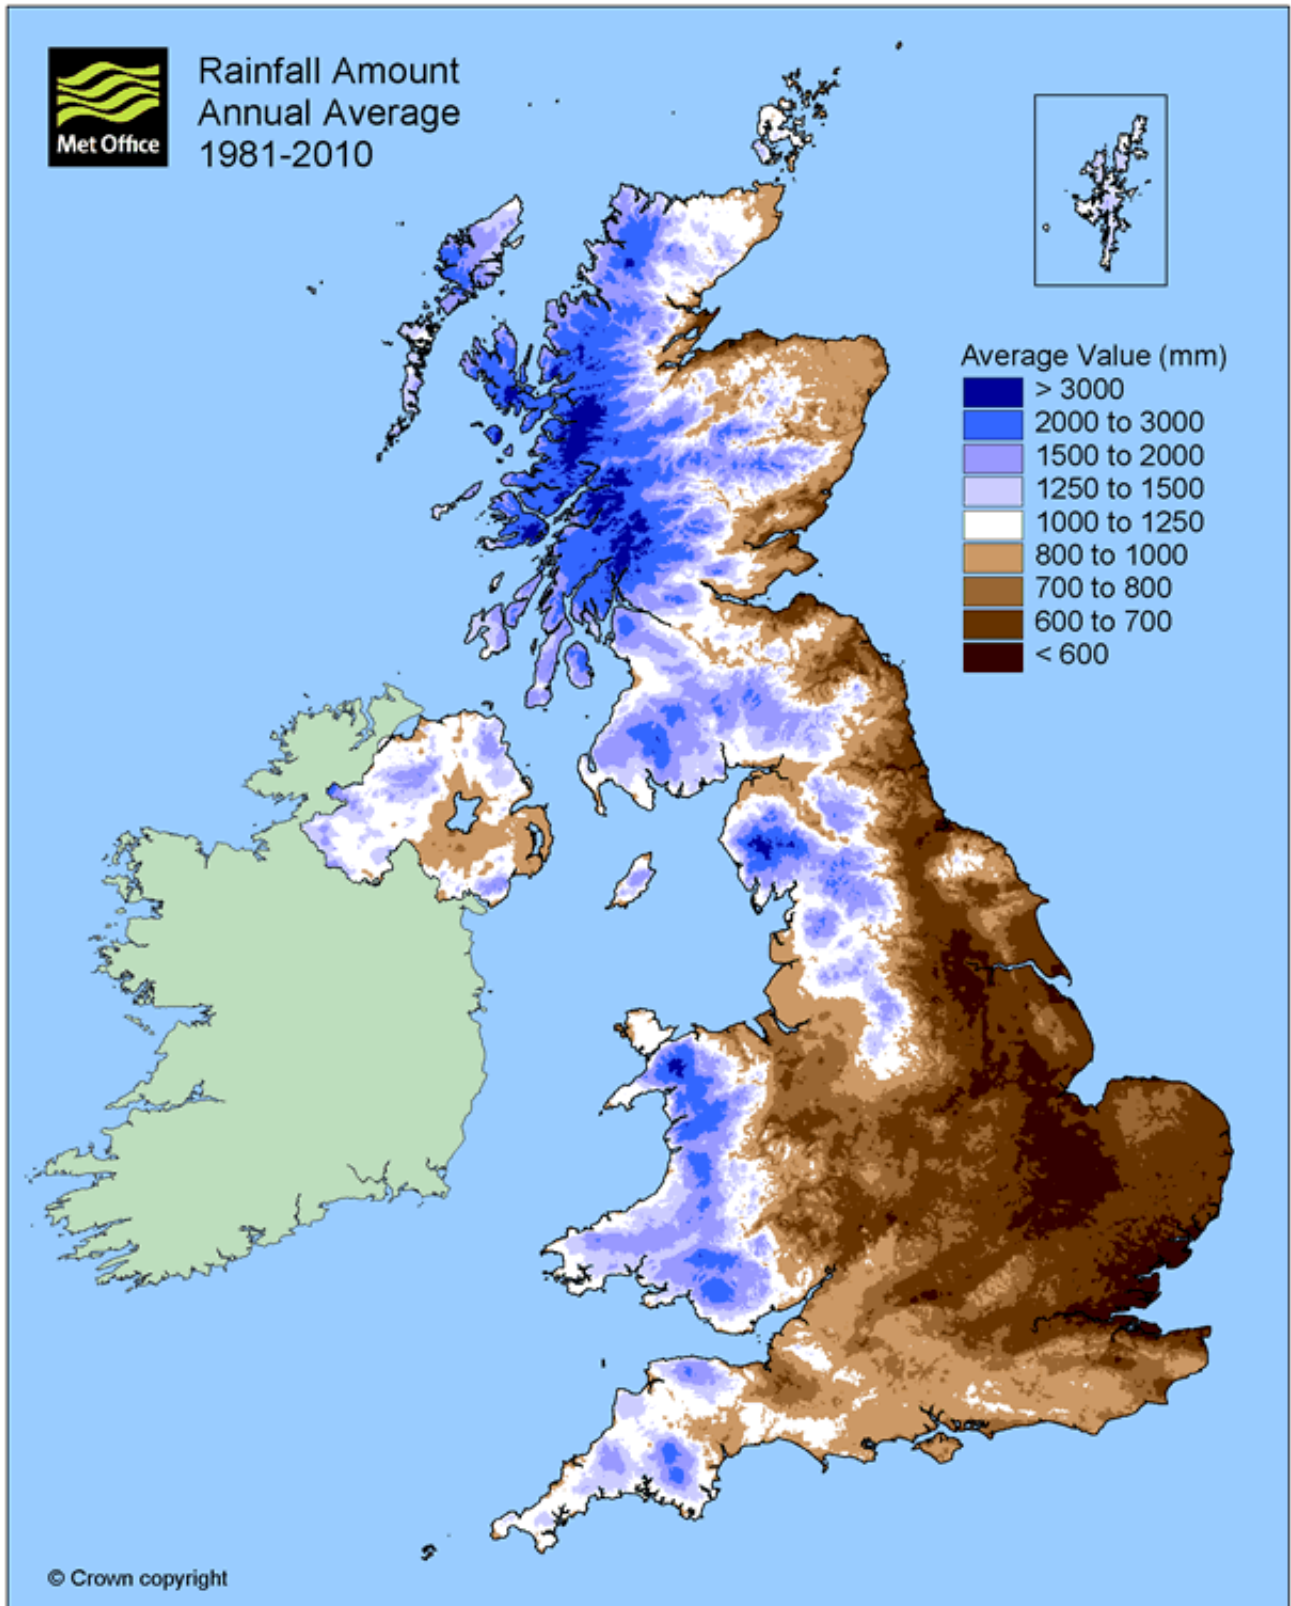 Met Office
Rainfall Amount
Annual Average
1981-2010
Average Value (mm)
> 3000
2000 to 3000
1500 to 2000
1250 to 1500
1000 to 1250
800 to 1000
700 to 800
600 to 700
< 600
© Crown copyright